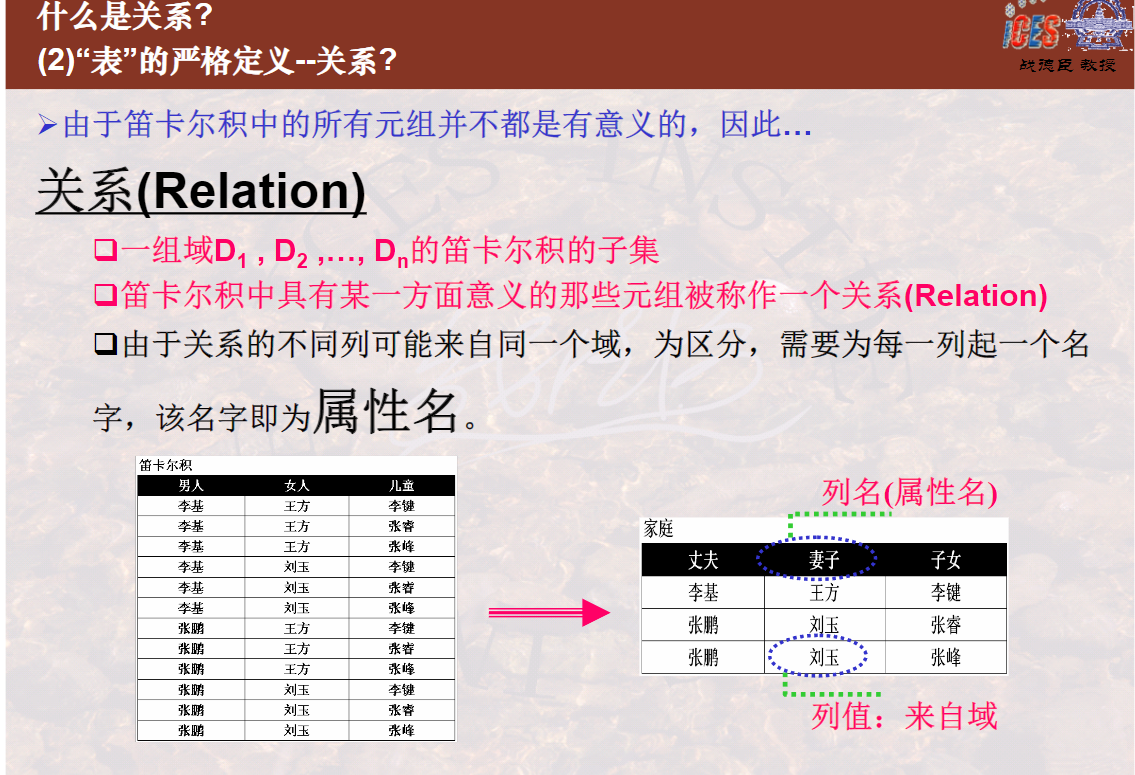 什么是关系?
(2)“表”的严格定义--关系?
ICES
战德臣 教授
➢由于笛卡尔积中的所有元组并不都是有意义的，因此…
关系(Relation)
❑一组域D1 , D2 ,…, Dn的笛卡尔积的子集
❑笛卡尔积中具有某一方面意义的那些元组被称作一个关系(Relation)
❑由于关系的不同列可能来自同一个域，为区分，需要为每一列起一个名
字，该名字即为属性名。
笛卡尔积
男人 女人 儿童
李基 王方 李键
李基 王方 张睿
李基 王方 张峰
李基 刘玉 李键
李基 刘玉 张睿
李基 刘玉 张峰
张鹏 王方 李键
张鹏 王方 张睿
张鹏 王方 张峰
张鹏 刘玉 李键
张鹏 刘玉 张睿
张鹏 刘玉 张峰
列名(属性名)
家庭
丈夫 妻子 子女
李基 王方 李键
张鹏 刘玉 张睿
张鹏 刘玉 张峰
列值：来自域